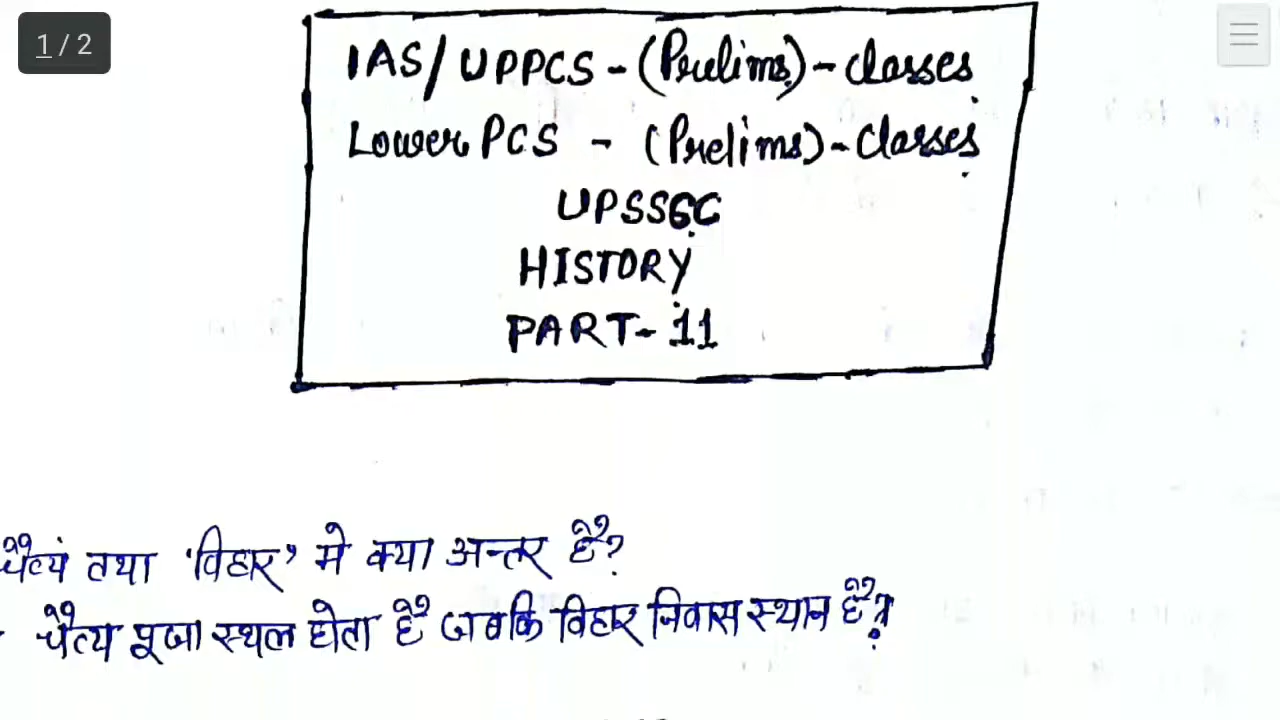 1 / 2
IAS/UPPCS - (Prelims) - classes
Lower PCS - (Prelims) - Classes
UPSSSC
HISTORY
PART- 11
चैत्य तथा 'विहार' मे क्या अन्तर है?
चैत्य पूजा स्थल होता है जबकि विहार निवास स्थान है?